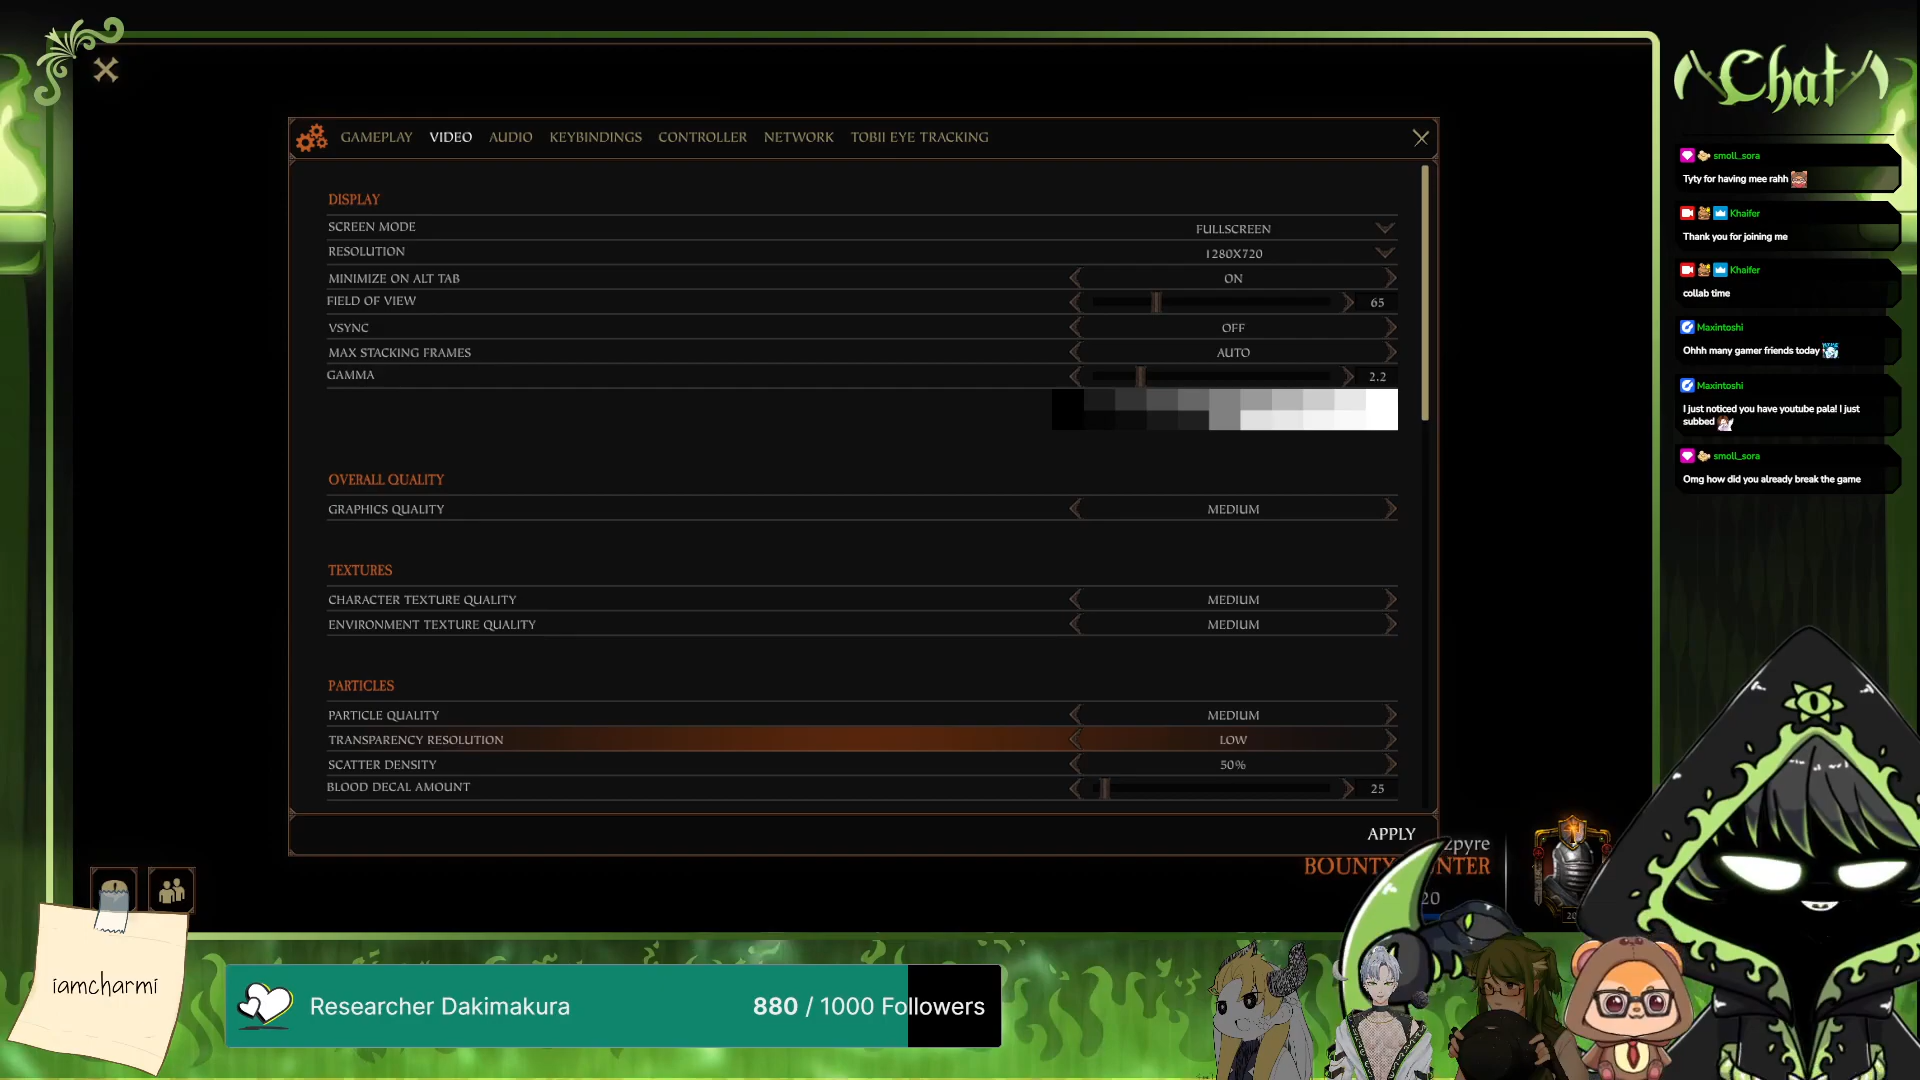 Chat
GAMEPLAY VIDEO AUDIO KEYBINDINGS CONTROLLER NETWORK TOBII EYE TRACKING
DISPLAY
SCREEN MODE FULLSCREEN
RESOLUTION 1280X720
MINIMIZE ON ALT TAB ON
FIELD OF VIEW 65
VSYNC OFF
MAX STACKING FRAMES AUTO
GAMMA 2.2
OVERALL QUALITY
GRAPHICS QUALITY MEDIUM
TEXTURES
CHARACTER TEXTURE QUALITY MEDIUM
ENVIRONMENT TEXTURE QUALITY MEDIUM
PARTICLES
PARTICLE QUALITY MEDIUM
TRANSPARENCY RESOLUTION LOW
SCATTER DENSITY 50%
BLOOD DECAL AMOUNT 25
APPLY
zpyre
BOUNTY NTER
20
20
smoll_sora
Tyty for having mee rahh
Khaifer
Thank you for joining me
Khaifer
collab time
Maxintoshi
Ohhh many gamer friends today
Maxintoshi
I just noticed you have youtube pala! I just
subbed
smoll_sora
Omg how did you already break the game
iamcharmi
Researcher Dakimakura 880 / 1000 Followers